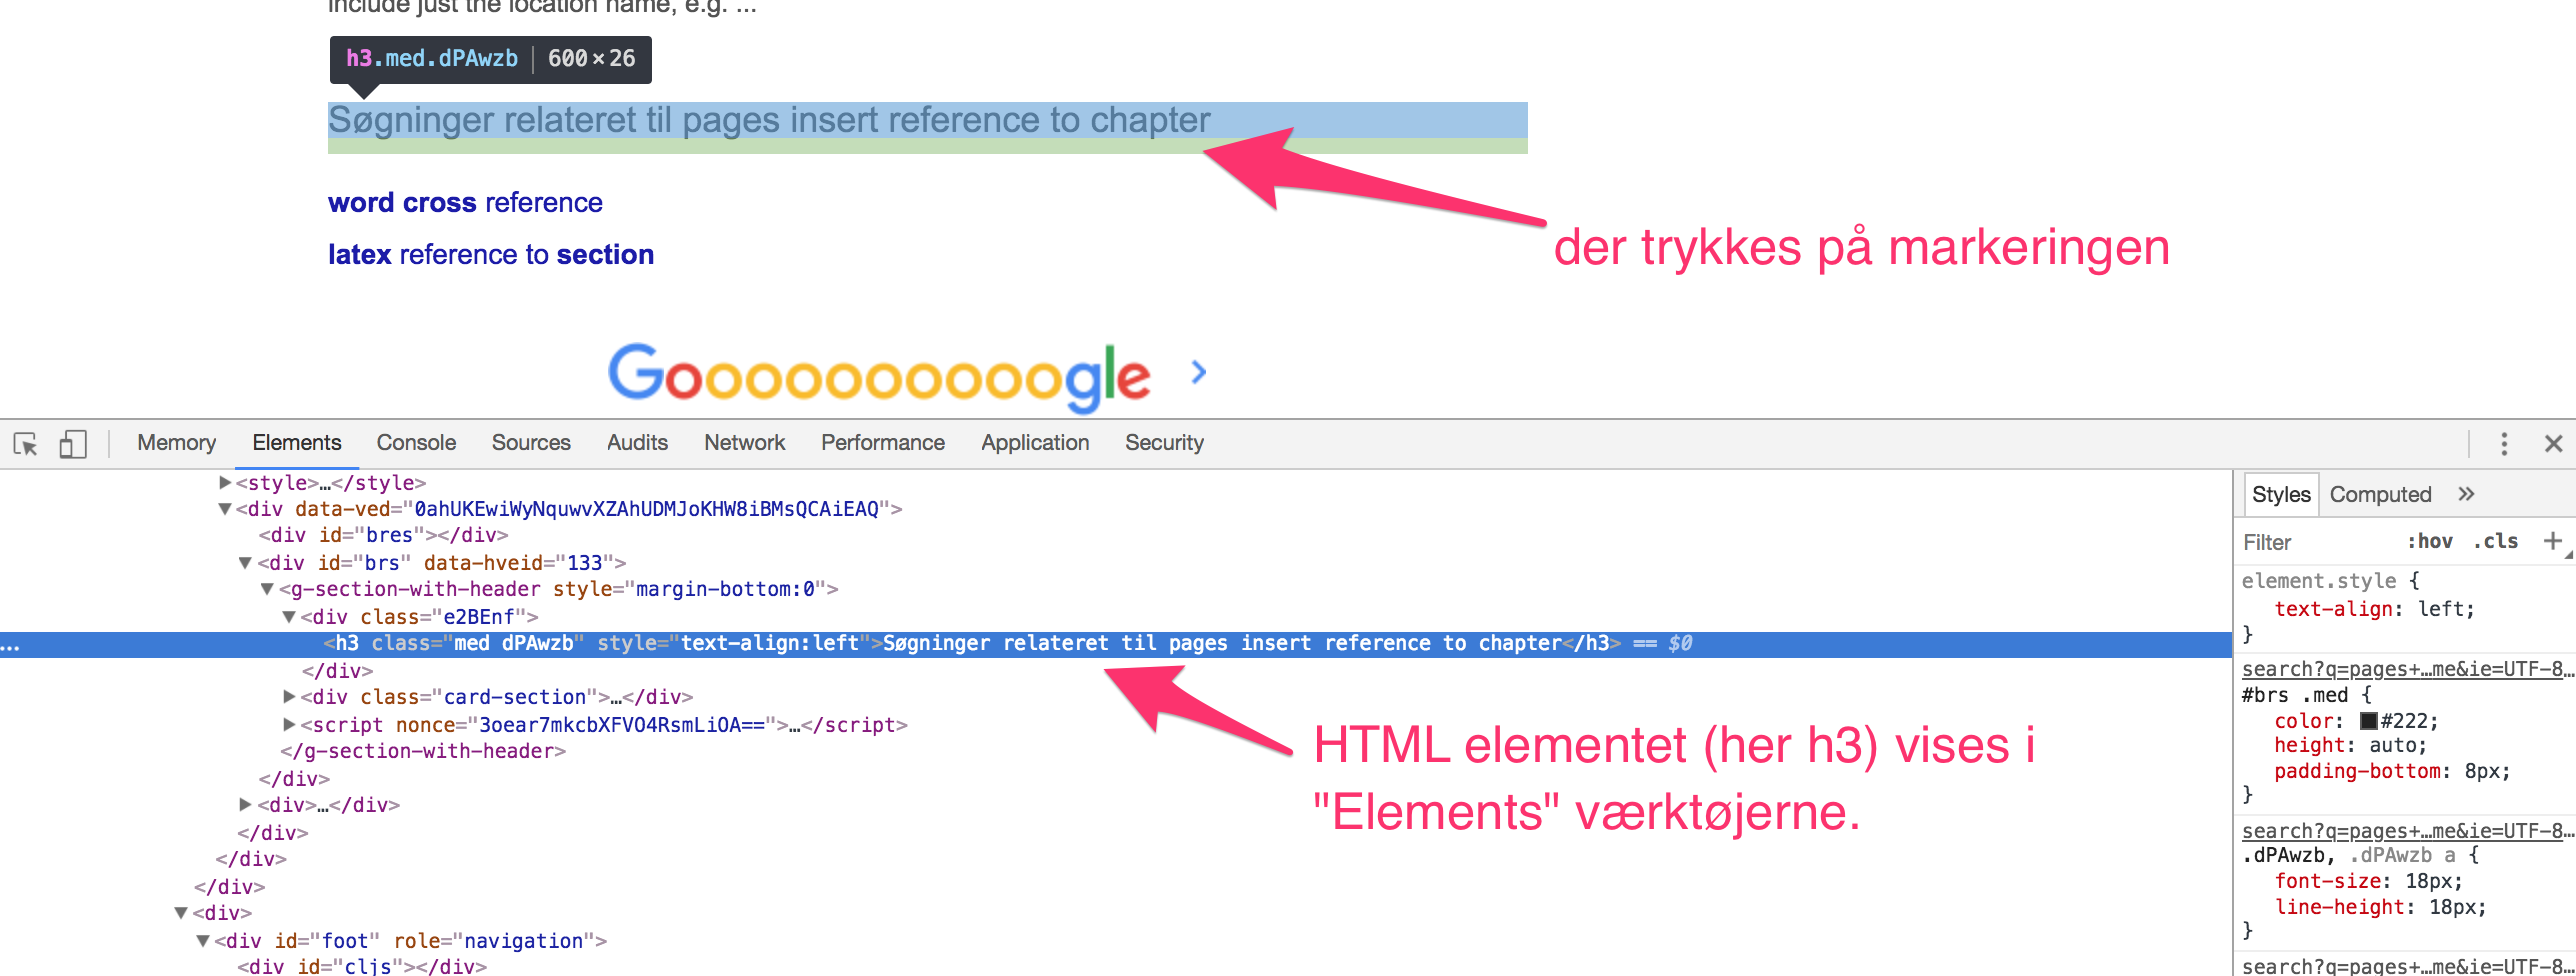 include just the location name, e.g. ...
h3.med.dPAwzb | 600 × 26
Søgninger relateret til pages insert reference to chapter
word cross reference
der trykkes på markeringen
latex reference to section
Gooooooooooogle >
Memory Elements Console Sources Audits Network Performance Application Security
▶<style>…</style>
▼<div data-ved="0ahUKEwiWyNquwvXZAhUDMJoKHW8iBMsQCAiEAQ">
<div id="bres"></div>
▼<div id="brs" data-hveid="133">
▼<g-section-with-header style="margin-bottom:0">
▼<div class="e2BEnf">
... <h3 class="med dPAwzb" style="text-align:left">Søgninger relateret til pages insert reference to chapter</h3> == $0
</div>
▶<div class="card-section">…</div>
▶<script nonce="3oear7mkcbXFVO4RsmLiOA==">…</script>
</g-section-with-header>
</div>
▶<div>…</div>
</div>
</div>
</div>
▼<div>
▼<div id="foot" role="navigation">
<div id="cljs"></div>
HTML elementet (her h3) vises i
"Elements" værktøjerne.
Styles Computed »
Filter :hov .cls +
element.style {
text-align: left;
}
search?q=pages+…me&ie=UTF-8…
#brs .med {
color: #222;
height: auto;
padding-bottom: 8px;
}
search?q=pages+…me&ie=UTF-8…
.dPAwzb, .dPAwzb a {
font-size: 18px;
line-height: 18px;
}
search?q=pages+…me&ie=UTF-8…